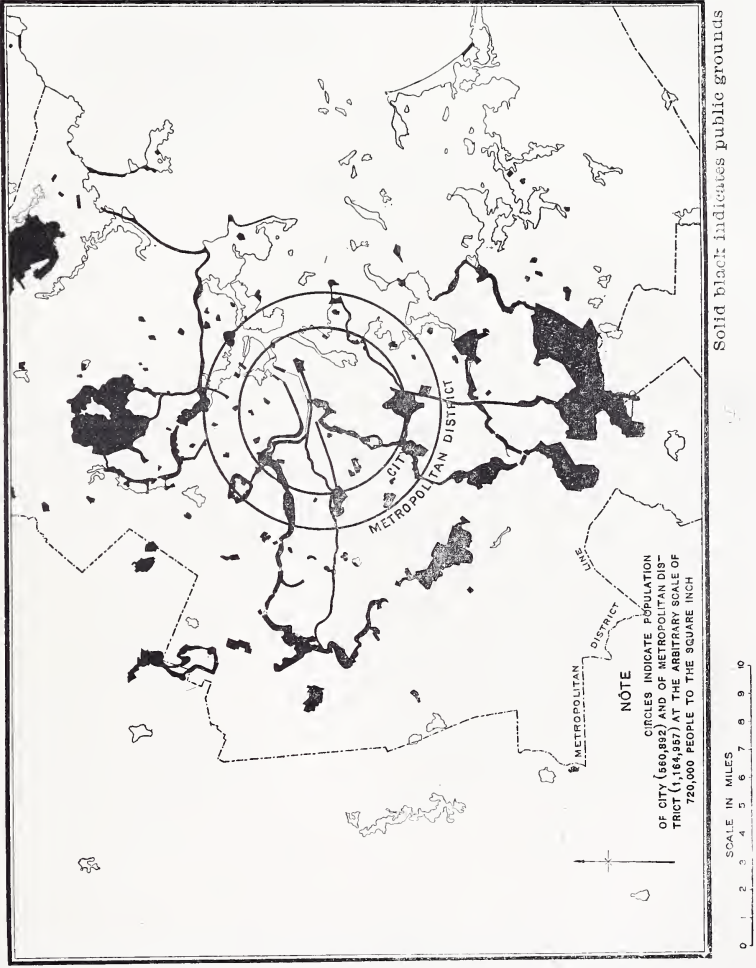 Solid black indicates public grounds
CITY
METROPOLITAN DISTRICT
METROPOLITAN DISTRICT LINE
NOTE
CIRCLES INDICATE POPULATION
OF CITY (560,892) AND OF METROPOLITAN DIS-
TRICT (1,164,957) AT THE ARBITRARY SCALE OF
720,000 PEOPLE TO THE SQUARE INCH
SCALE IN MILES
0 1 2 3 4 5 6 7 8 9 10